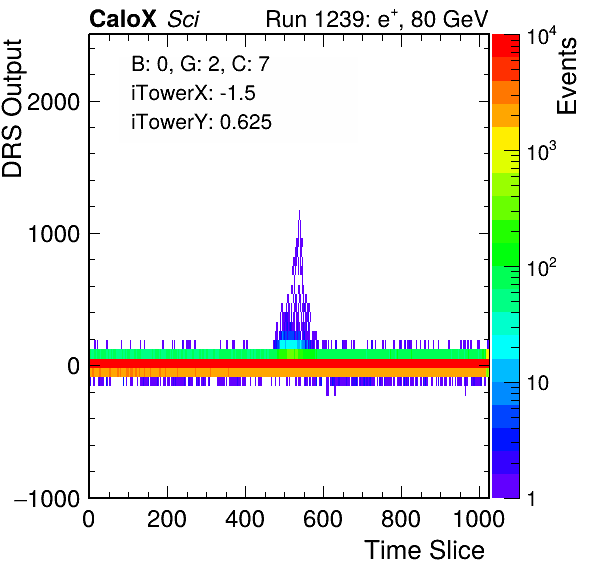 CaloX Sci Run 1239: e⁺, 80 GeV
B: 0, G: 2, C: 7
iTowerX: -1.5
iTowerY: 0.625
DRS Output
2000
1000
0
−1000
0 200 400 600 800 1000
Time Slice
Events
10⁴
10³
10²
10
1